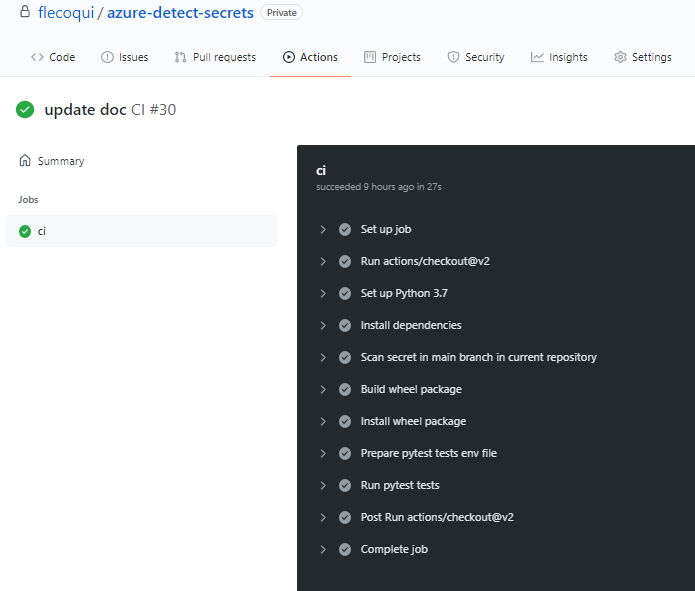 flecoqui / azure-detect-secrets Private
Code Issues Pull requests Actions Projects Security Insights Settings
update doc CI #30
Summary
Jobs
ci
ci
succeeded 9 hours ago in 27s
Set up job
Run actions/checkout@v2
Set up Python 3.7
Install dependencies
Scan secret in main branch in current repository
Build wheel package
Install wheel package
Prepare pytest tests env file
Run pytest tests
Post Run actions/checkout@v2
Complete job